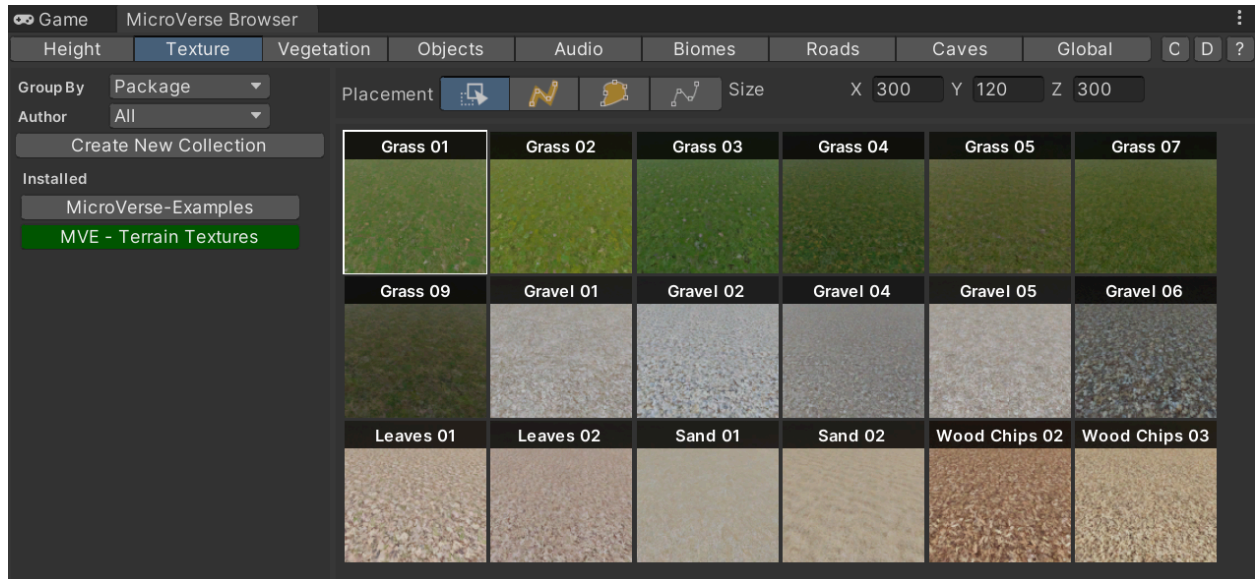 Game MicroVerse Browser
Height Texture Vegetation Objects Audio Biomes Roads Caves Global C D ?
Group By Package
Author All
Create New Collection
Installed
MicroVerse-Examples
MVE - Terrain Textures
Placement Size X 300 Y 120 Z 300
Grass 01 Grass 02 Grass 03 Grass 04 Grass 05 Grass 07
Grass 09 Gravel 01 Gravel 02 Gravel 04 Gravel 05 Gravel 06
Leaves 01 Leaves 02 Sand 01 Sand 02 Wood Chips 02 Wood Chips 03